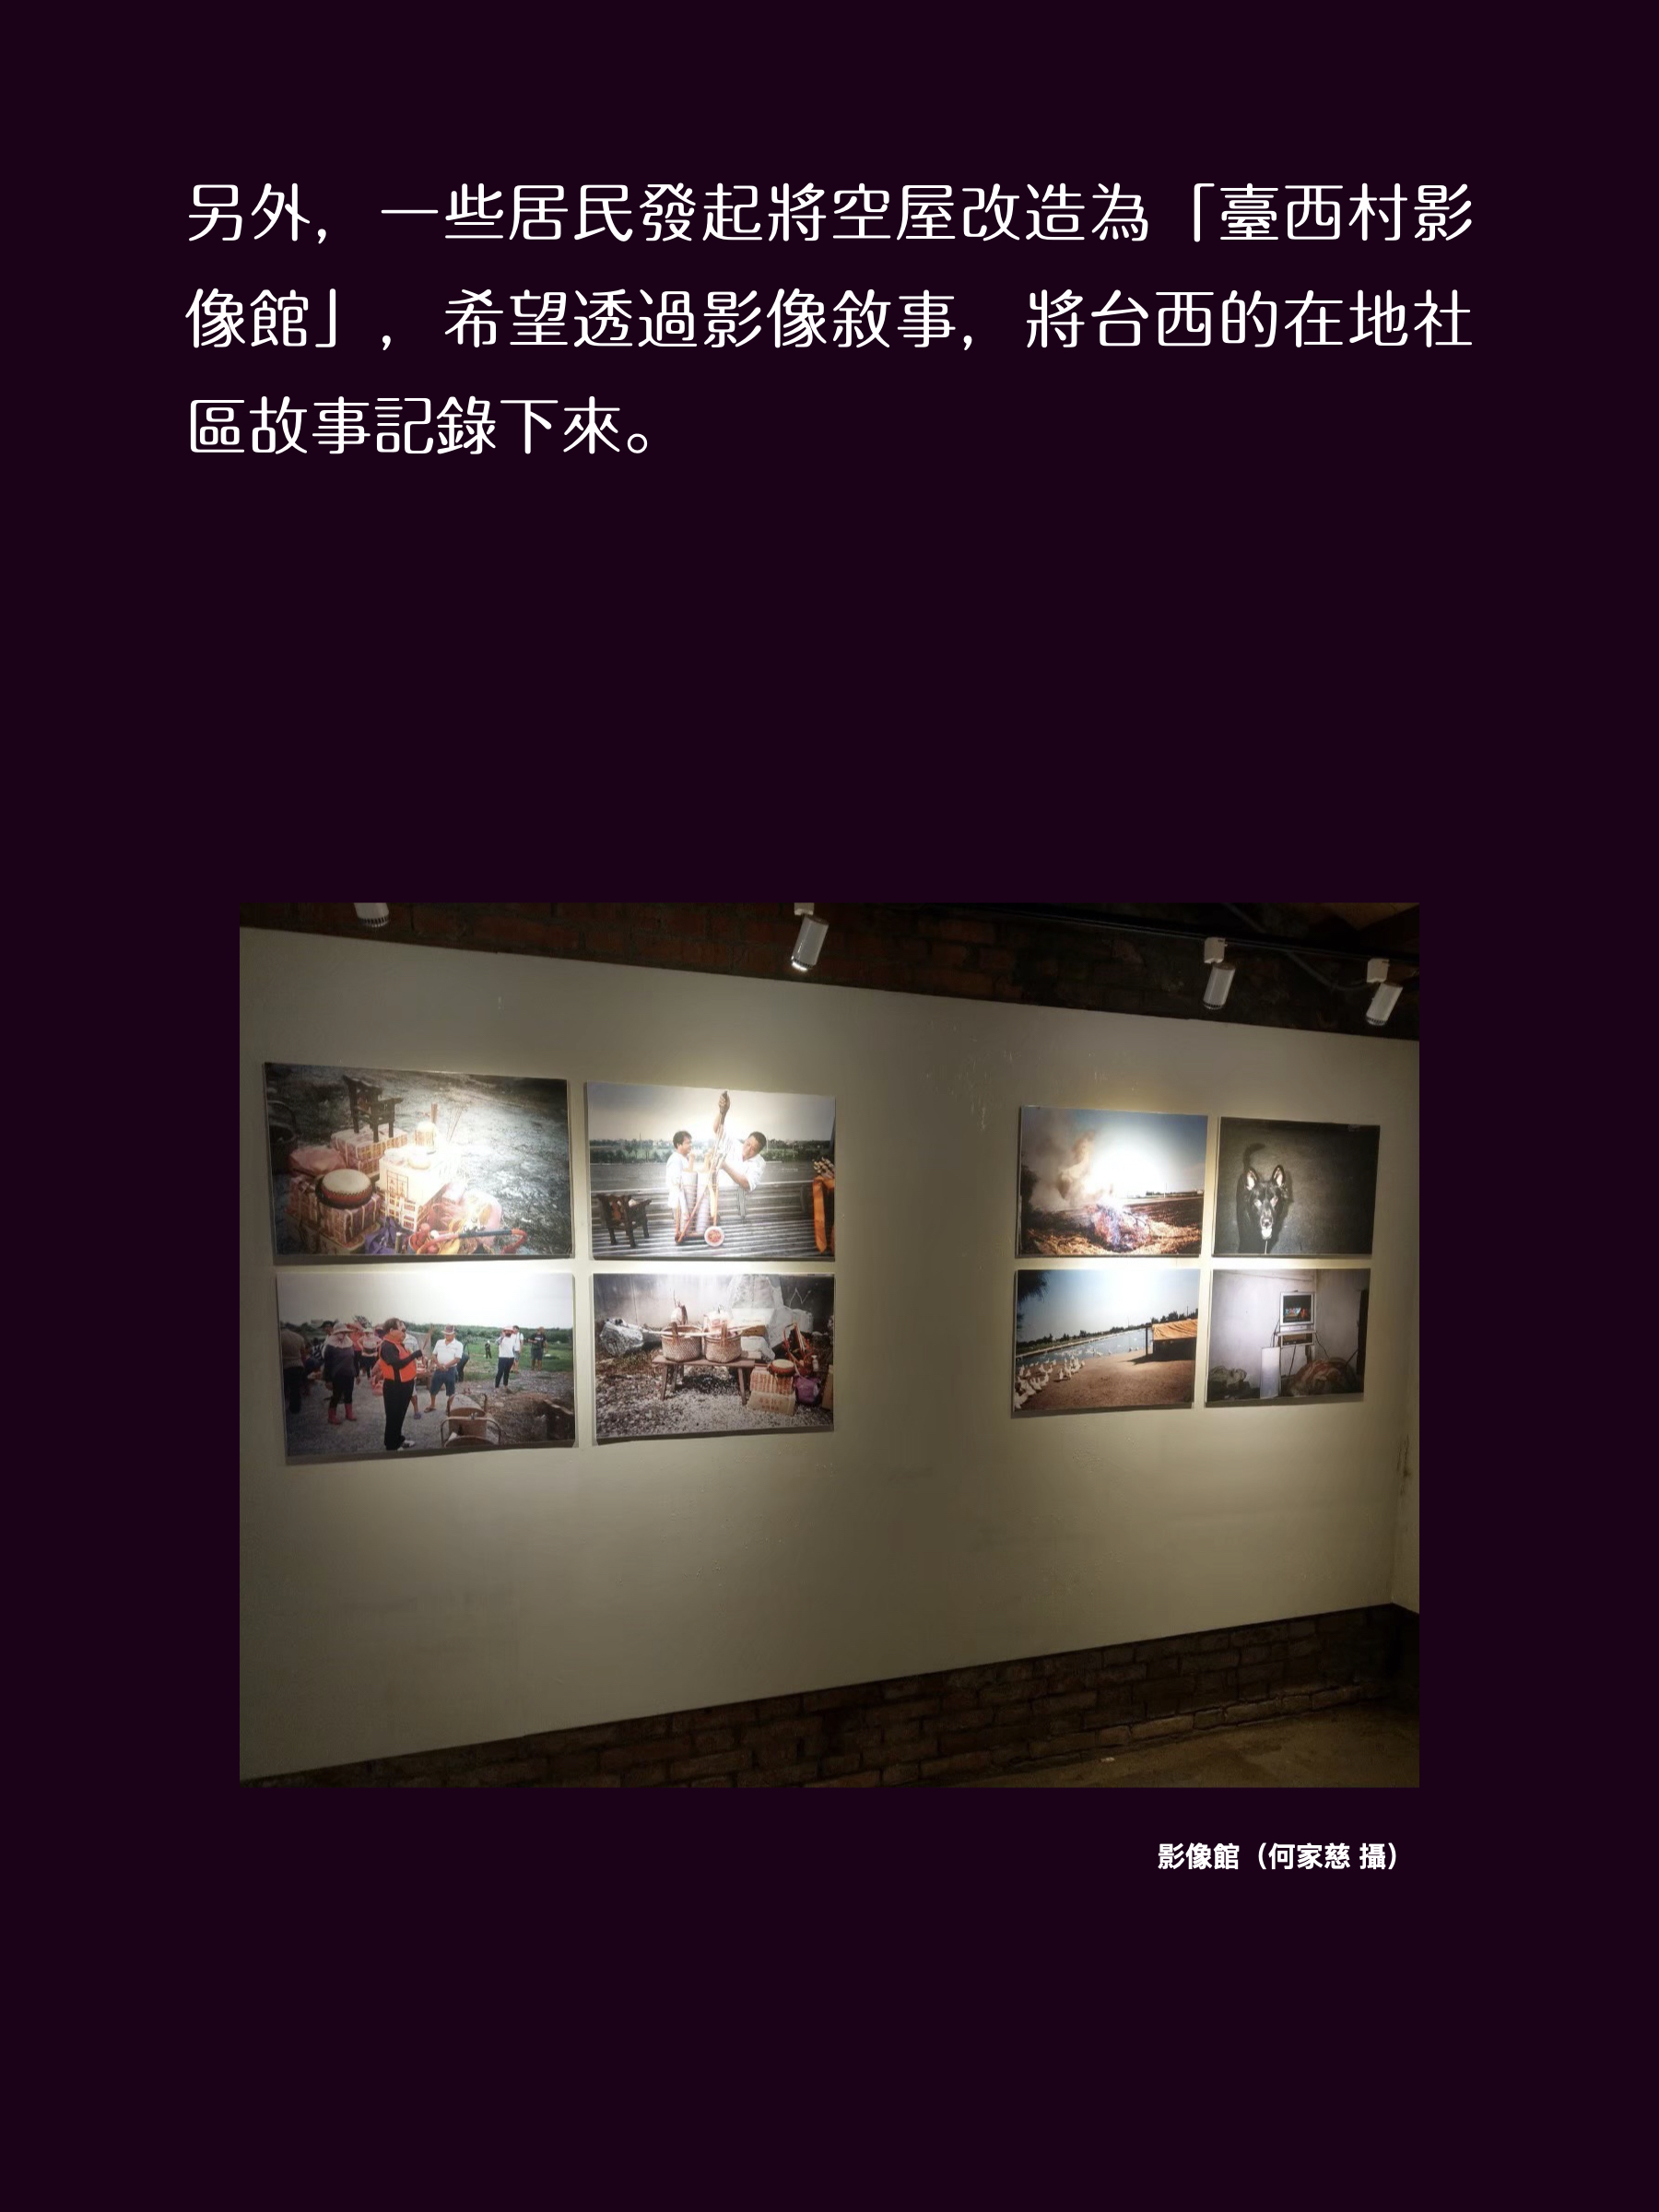 另外，一些居民發起將空屋改造為「臺西村影
像館」，希望透過影像敘事，將台西的在地社
區故事記錄下來。
影像館（何家慈 攝）